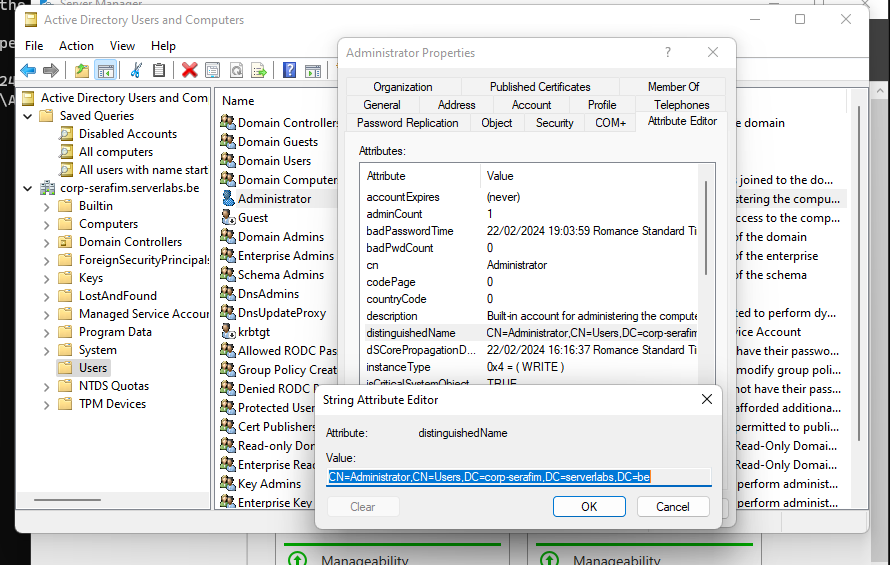 the
Server Manager
Active Directory Users and Computers
File Action View Help
Active Directory Users and Com
Saved Queries
Disabled Accounts
All computers
All users with name start
corp-serafim.serverlabs.be
Builtin
Computers
Domain Controllers
ForeignSecurityPrincipals
Keys
LostAndFound
Managed Service Accour
Program Data
System
Users
NTDS Quotas
TPM Devices
Name
Domain Controllers
Domain Guests
Domain Users
Domain Computer
Administrator
Guest
Domain Admins
Enterprise Admins
Schema Admins
DnsAdmins
DnsUpdateProxy
krbtgt
Allowed RODC Pas
Group Policy Creat
Denied RODC P
Protected User
Cert Publishers
Read-only Dom
Enterprise Read
Key Admins
Enterprise Key
e domain
joined to the do...
stering the compu...
ccess to the comp...
of the domain
of the enterprise
of the schema
ted to perform dy...
vice Account
have their passwo...
modify group poli...
not have their pass...
afforded additiona...
permitted to publi...
Read-Only Domai...
Read-Only Domai...
perform administ...
perform administ...
Administrator Properties
? 
Organization Published Certificates Member Of
General Address Account Profile Telephones
Password Replication Object Security COM+ Attribute Editor
Attributes:
Attribute Value
accountExpires (never)
adminCount 1
badPasswordTime 22/02/2024 19:03:59 Romance Standard Ti
badPwdCount 0
cn Administrator
codePage 0
countryCode 0
description Built-in account for administering the compute
distinguishedName CN=Administrator,CN=Users,DC=corp-serafim
dSCorePropagationD... 22/02/2024 16:16:37 Romance Standard Ti
instanceType 0x4 = ( WRITE )
isCriticalSystemObject TRUE
String Attribute Editor
Attribute: distinguishedName
Value:
CN=Administrator,CN=Users,DC=corp-serafim,DC=serverlabs,DC=be
Clear OK Cancel
Manageability Manageability